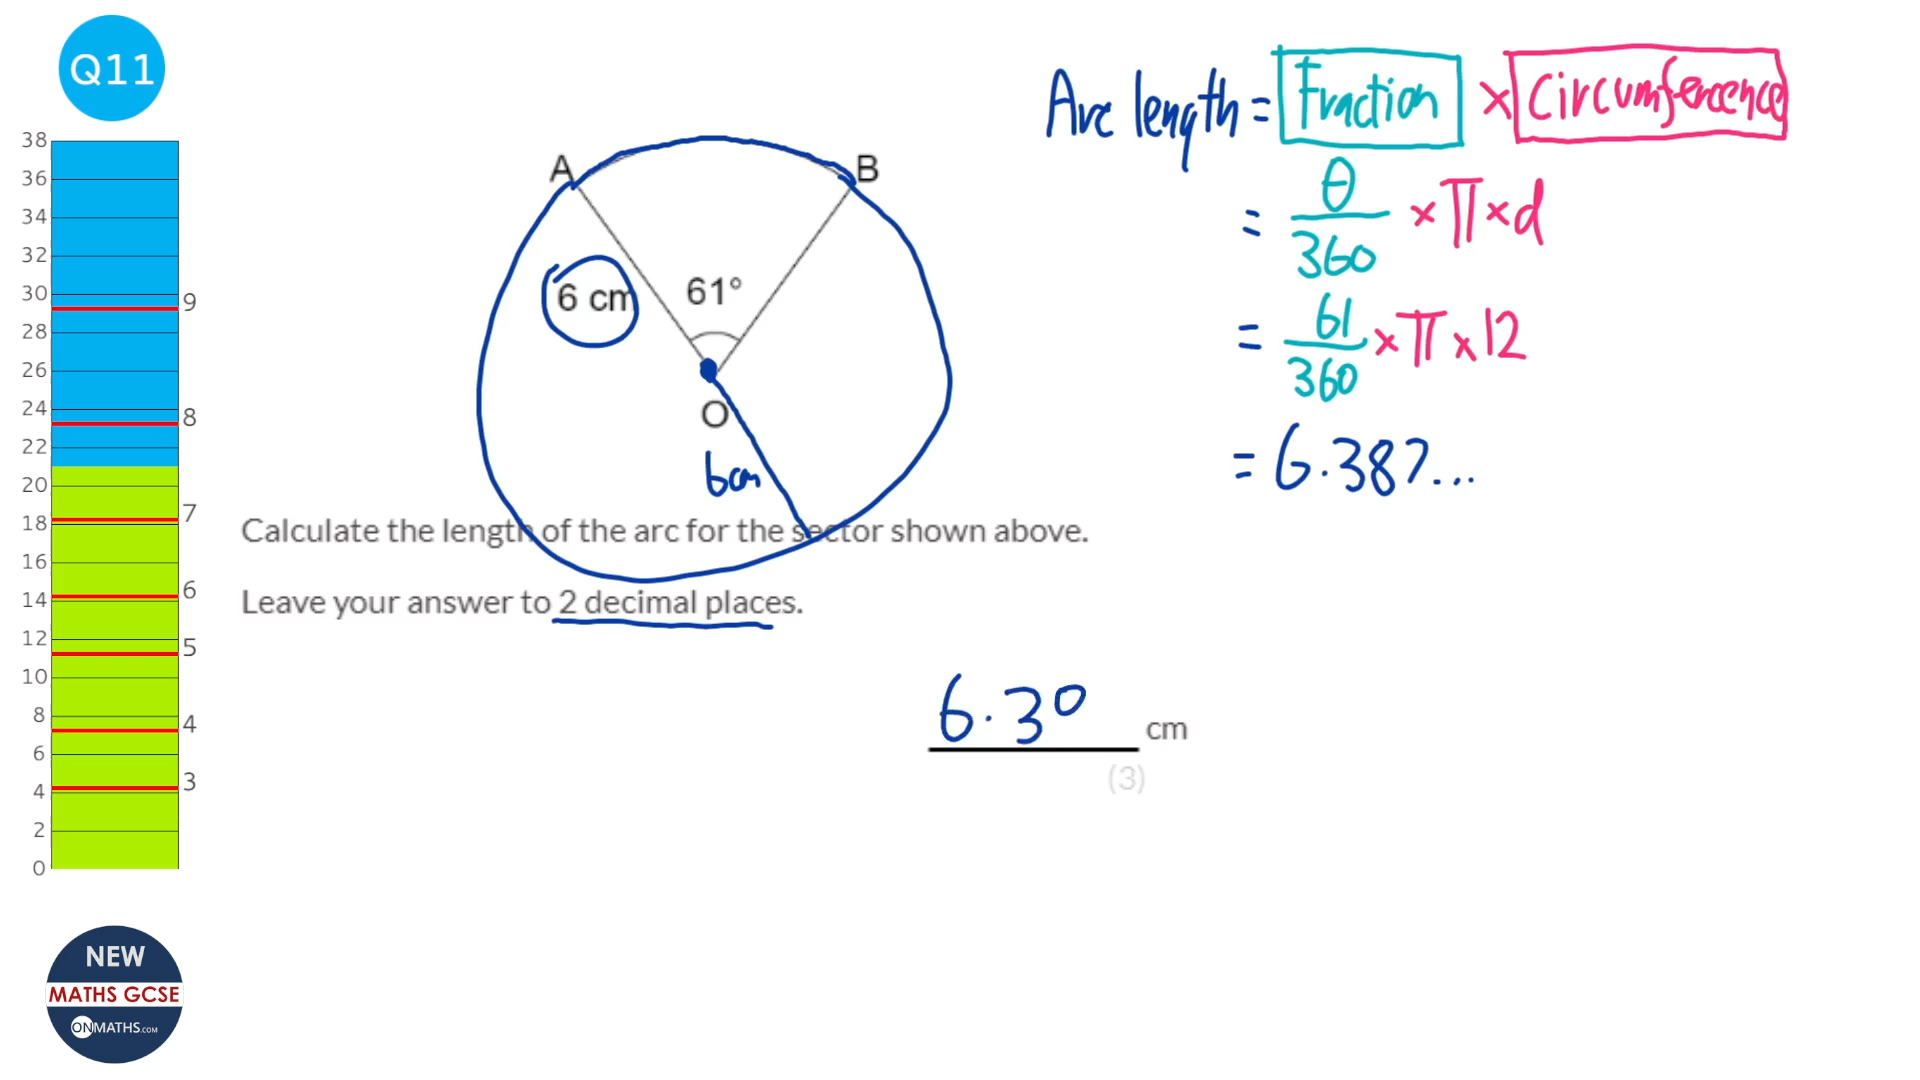 Q11
38
36
34
32
30
9
28
26
24
8
22
20
7
18
16
6
14
12
5
10
8
4
6
3
4
2
0
A
B
6 cm
61°
O
6cm
Calculate the length of the arc for the sector shown above.
Leave your answer to 2 decimal places.
6.30 cm
(3)
Arc length = Fraction × Circumference
= θ/360 × π × d
= 61/360 × π × 12
= 6.387...
NEW
MATHS GCSE
ONMATHS.COM